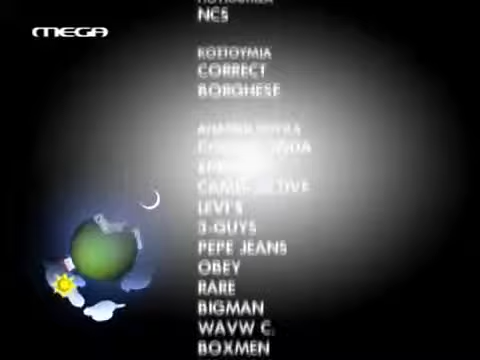 MEGA
NCS
ΚΟΣΤΟΥΜΙΑ
CORRECT
BORGHESE
LEVI'S
3-GUYS
PEPE JEANS
OBEY
RARE
BIGMAN
WAVW C.
BOXMEN